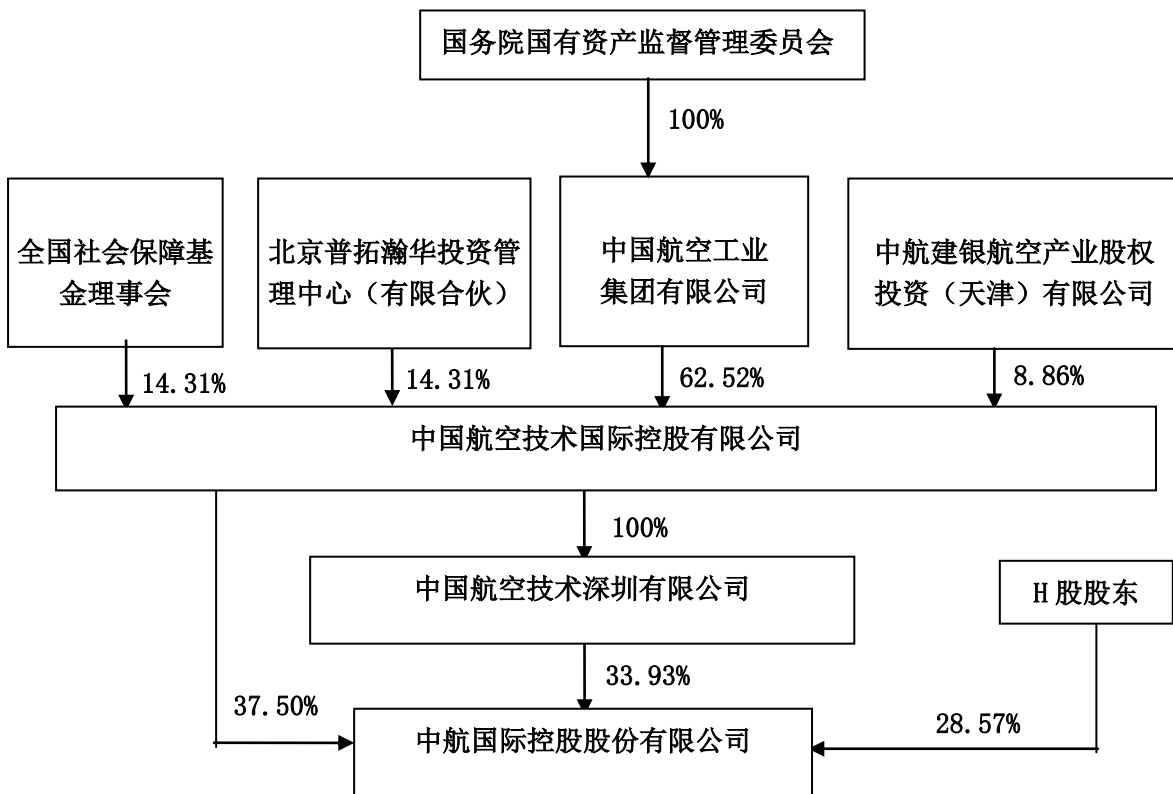 国务院国有资产监督管理委员会
100%
全国社会保障基
金理事会
北京普拓瀚华投资管
理中心（有限合伙）
中国航空工业
集团有限公司
中航建银航空产业股权
投资（天津）有限公司
14.31%
14.31%
62.52%
8.86%
中国航空技术国际控股有限公司
100%
中国航空技术深圳有限公司
H 股股东
33.93%
37.50%
28.57%
中航国际控股股份有限公司